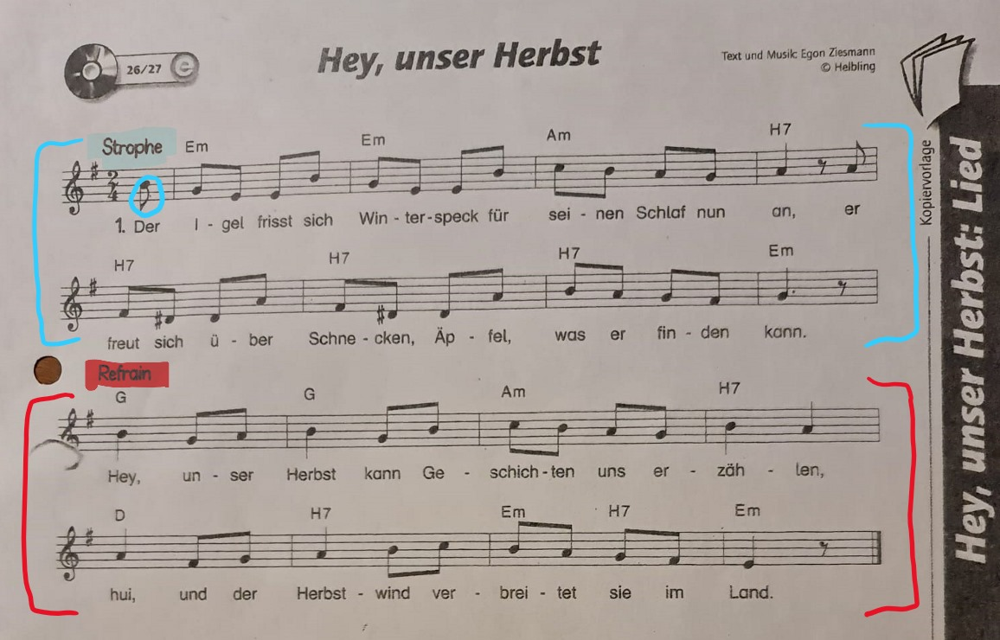 26/27
e
Hey, unser Herbst
Text und Musik: Egon Ziesmann
© Helbling
Strophe
Em Em Am H7
2
4
1. Der I - gel frisst sich Win - ter - speck für sei - nen Schlaf nun an, er
H7 H7 H7 Em
freut sich ü - ber Schne - cken, Äp - fel, was er fin - den kann.
Refrain
G G Am H7
Hey, un - ser Herbst kann Ge - schich - ten uns er - zäh - len,
D H7 Em H7 Em
hui, und der Herbst - wind ver - brei - tet sie im Land.
Kopiervorlage
Hey, unser Herbst: Lied